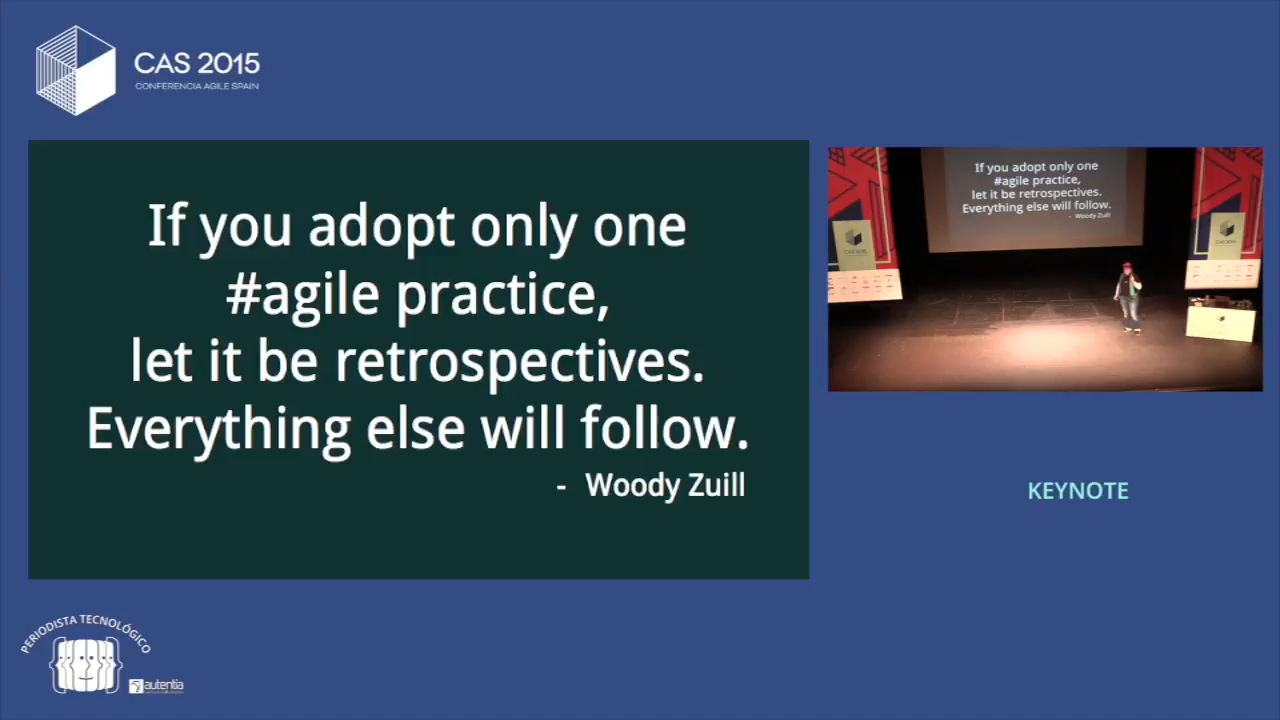 CAS 2015
CONFERENCIA AGILE SPAIN
If you adopt only one
#agile practice,
let it be retrospectives.
Everything else will follow.
- Woody Zuill
If you adopt only one
#agile practice,
let it be retrospectives.
Everything else will follow.
- Woody Zuill
CAS 2015
KEYNOTE
PERIODISTA TECNOLÓGICO
autentia